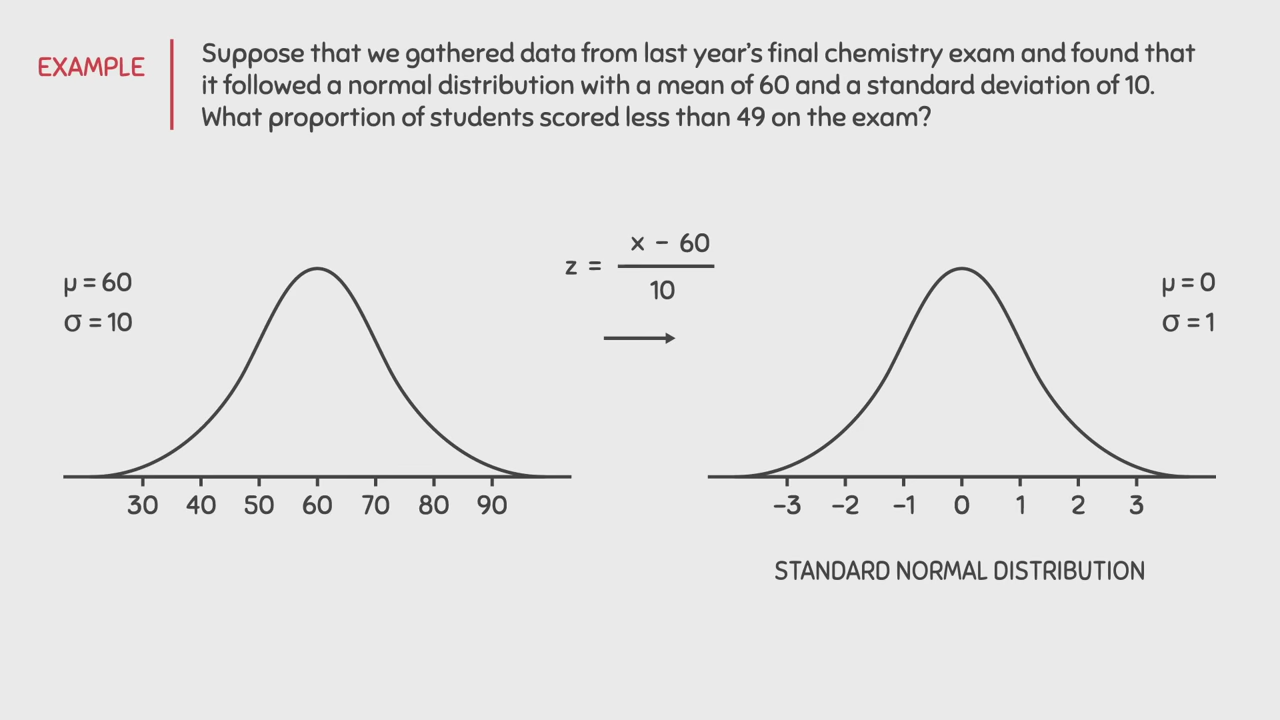 EXAMPLE
Suppose that we gathered data from last year's final chemistry exam and found that
it followed a normal distribution with a mean of 60 and a standard deviation of 10.
What proportion of students scored less than 49 on the exam?
μ = 60
σ = 10
z = x − 60
10
μ = 0
σ = 1
30 40 50 60 70 80 90
−3 −2 −1 0 1 2 3
STANDARD NORMAL DISTRIBUTION